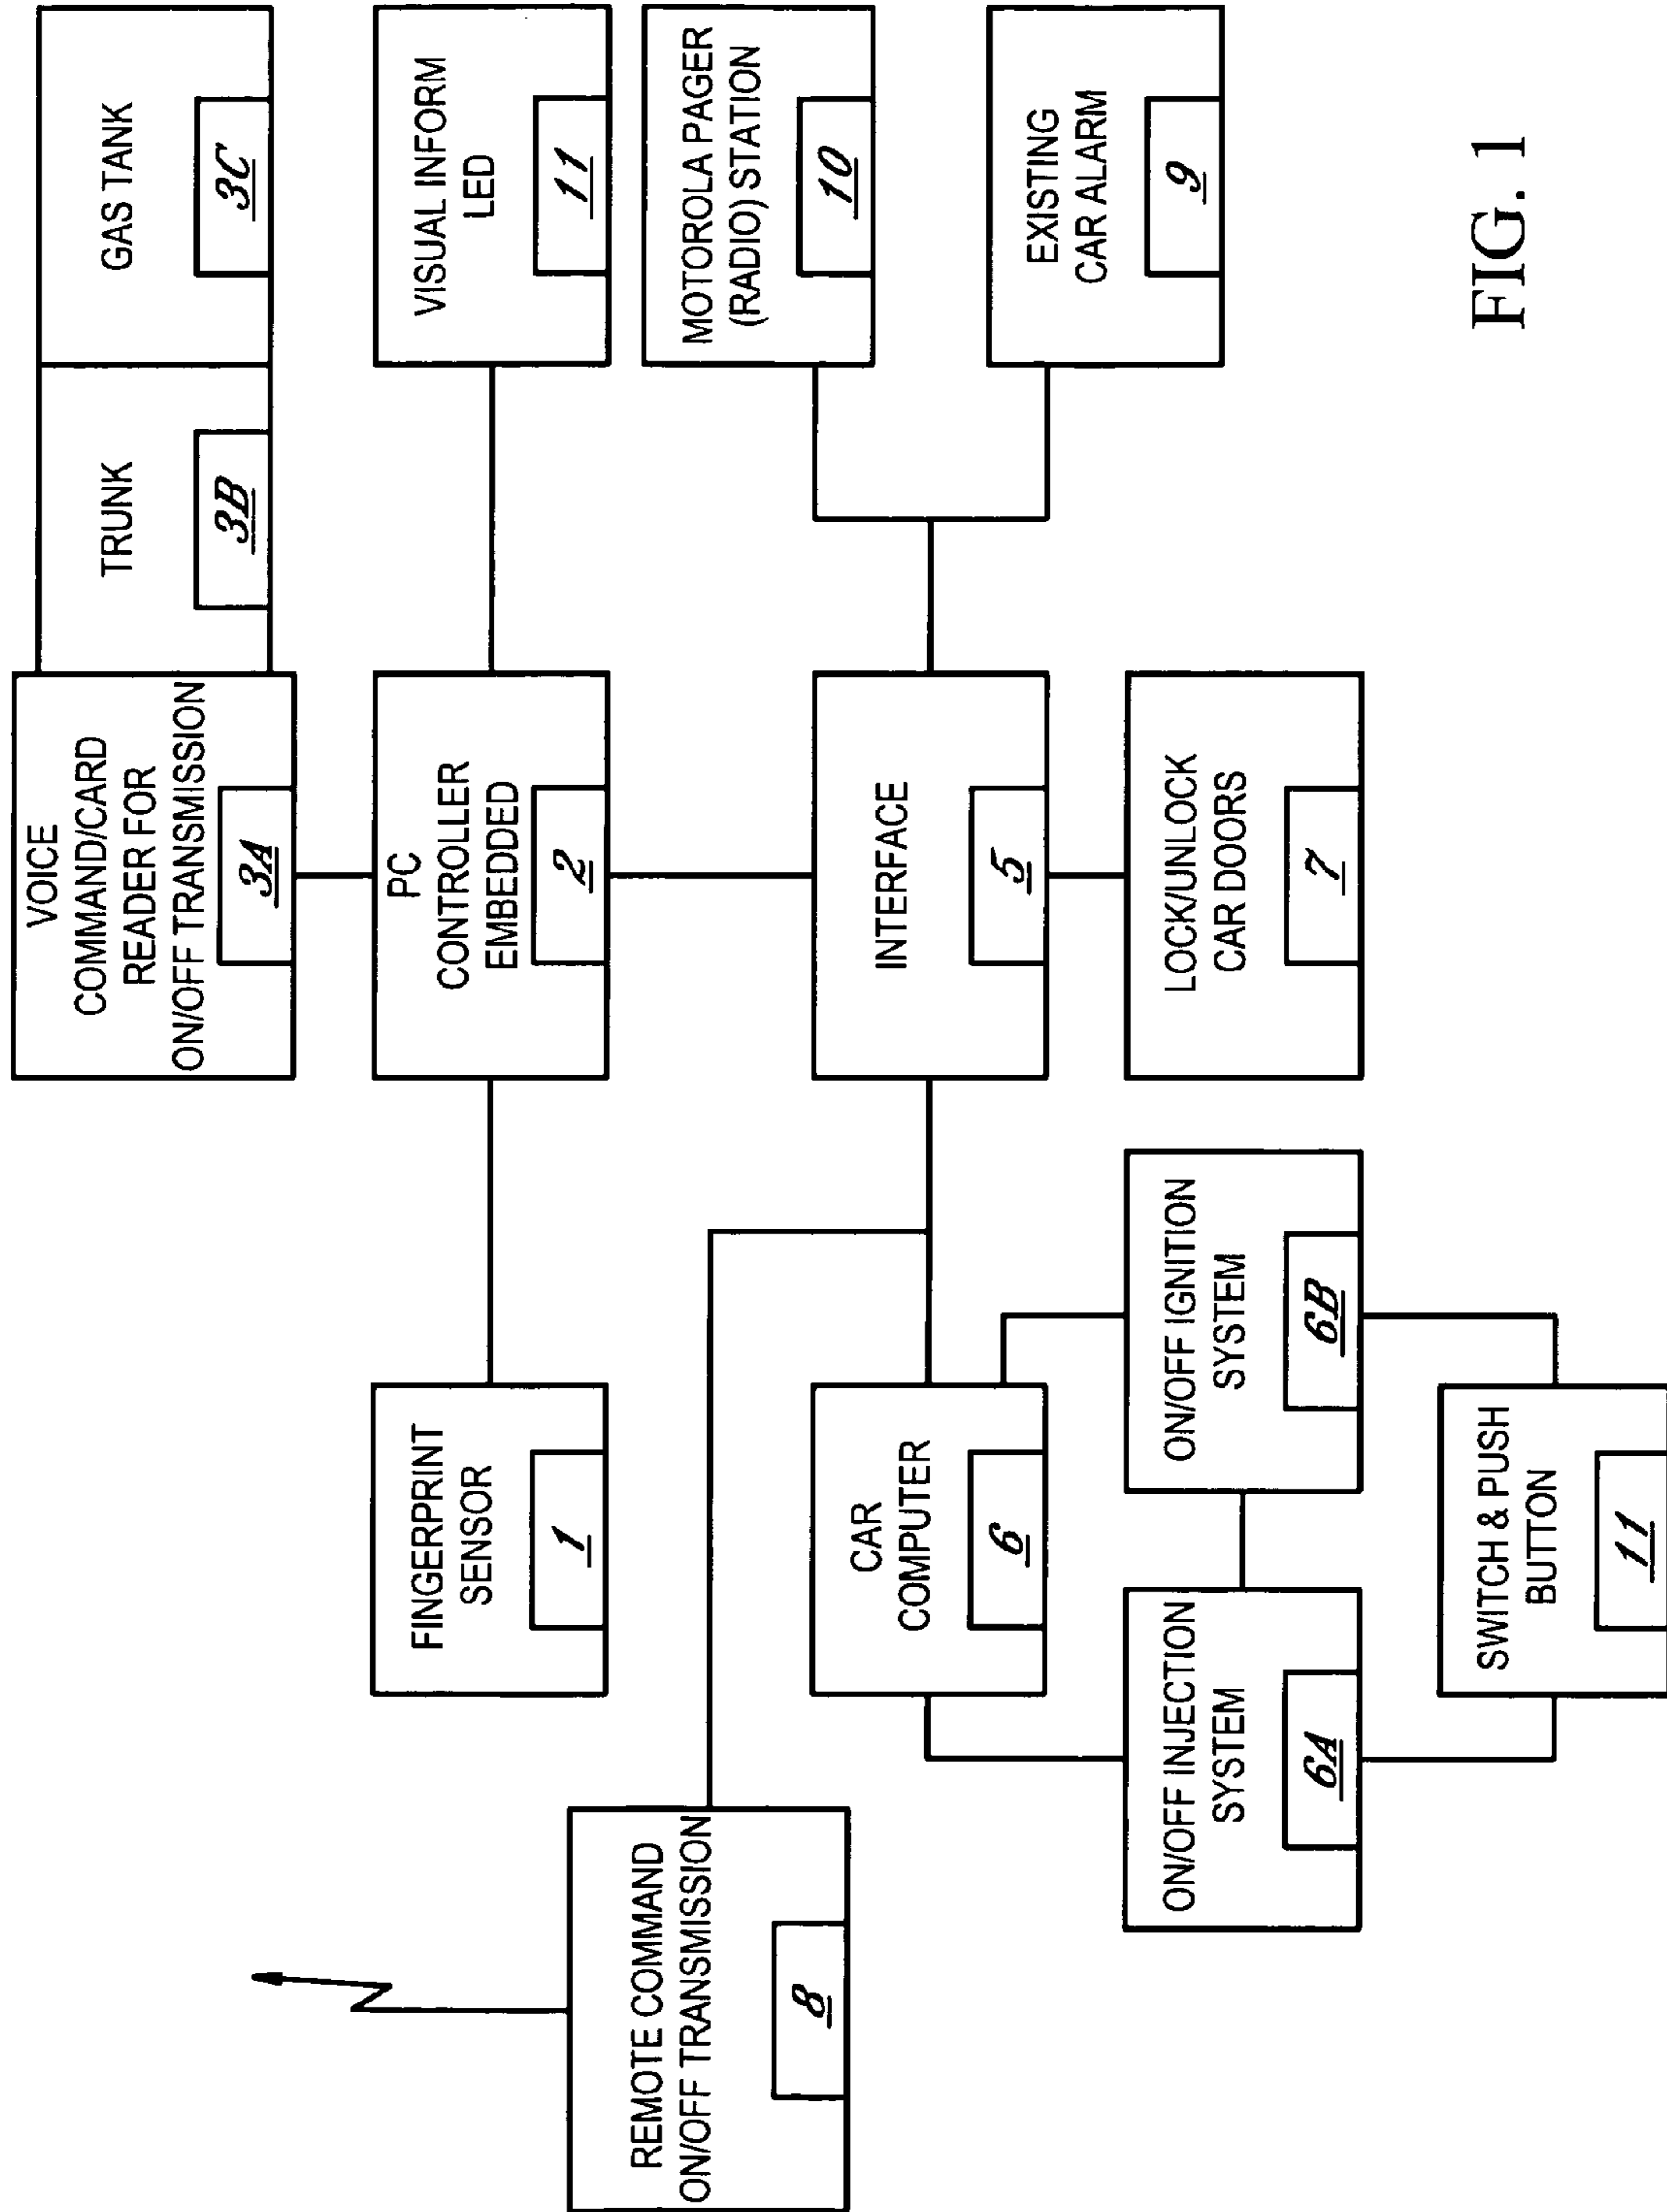 VOICE
COMMAND/CARD
READER FOR
ON/OFF TRANSMISSION
3A
TRUNK
3B
GAS TANK
3C
FINGERPRINT
SENSOR
1
PC
CONTROLLER
EMBEDDED
2
VISUAL INFORM
LED
11
REMOTE COMMAND
ON/OFF TRANSMISSION
8
MOTOROLA PAGER
(RADIO) STATION
10
CAR
COMPUTER
6
INTERFACE
5
EXISTING
CAR ALARM
9
ON/OFF INJECTION
SYSTEM
6A
ON/OFF IGNITION
SYSTEM
6B
LOCK/UNLOCK
CAR DOORS
7
SWITCH & PUSH
BUTTON
11
FIG. 1